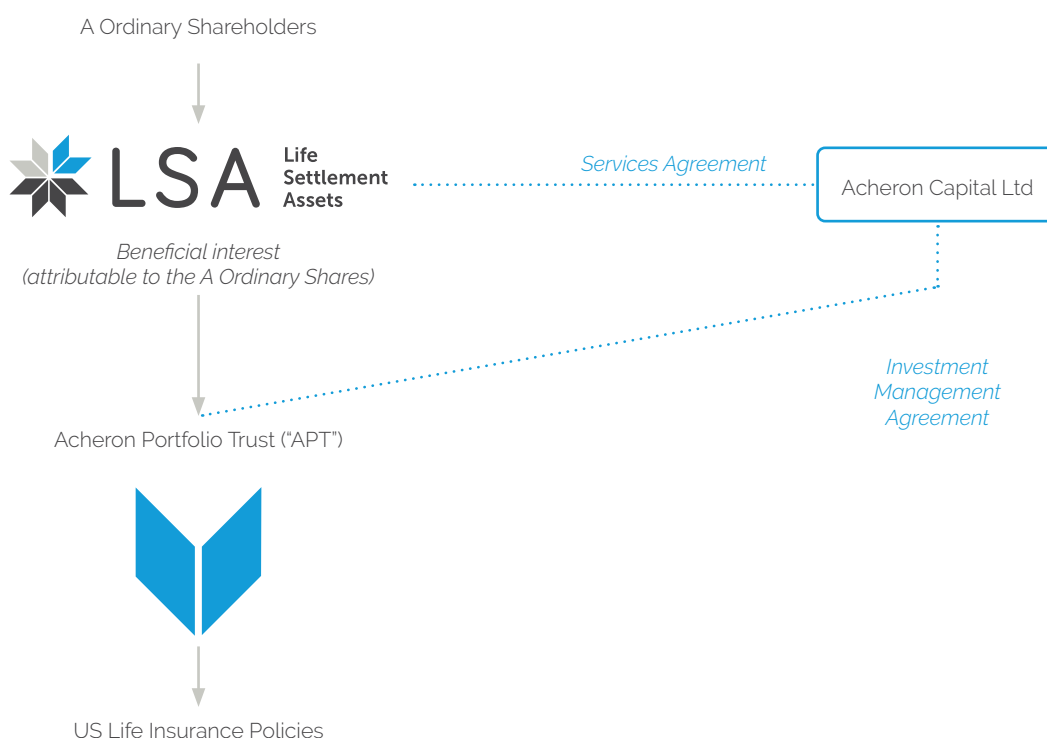 A Ordinary Shareholders
LSA
Life
Settlement
Assets
Services Agreement
Acheron Capital Ltd
Beneficial interest
(attributable to the A Ordinary Shares)
Investment
Management
Agreement
Acheron Portfolio Trust (“APT”)
US Life Insurance Policies